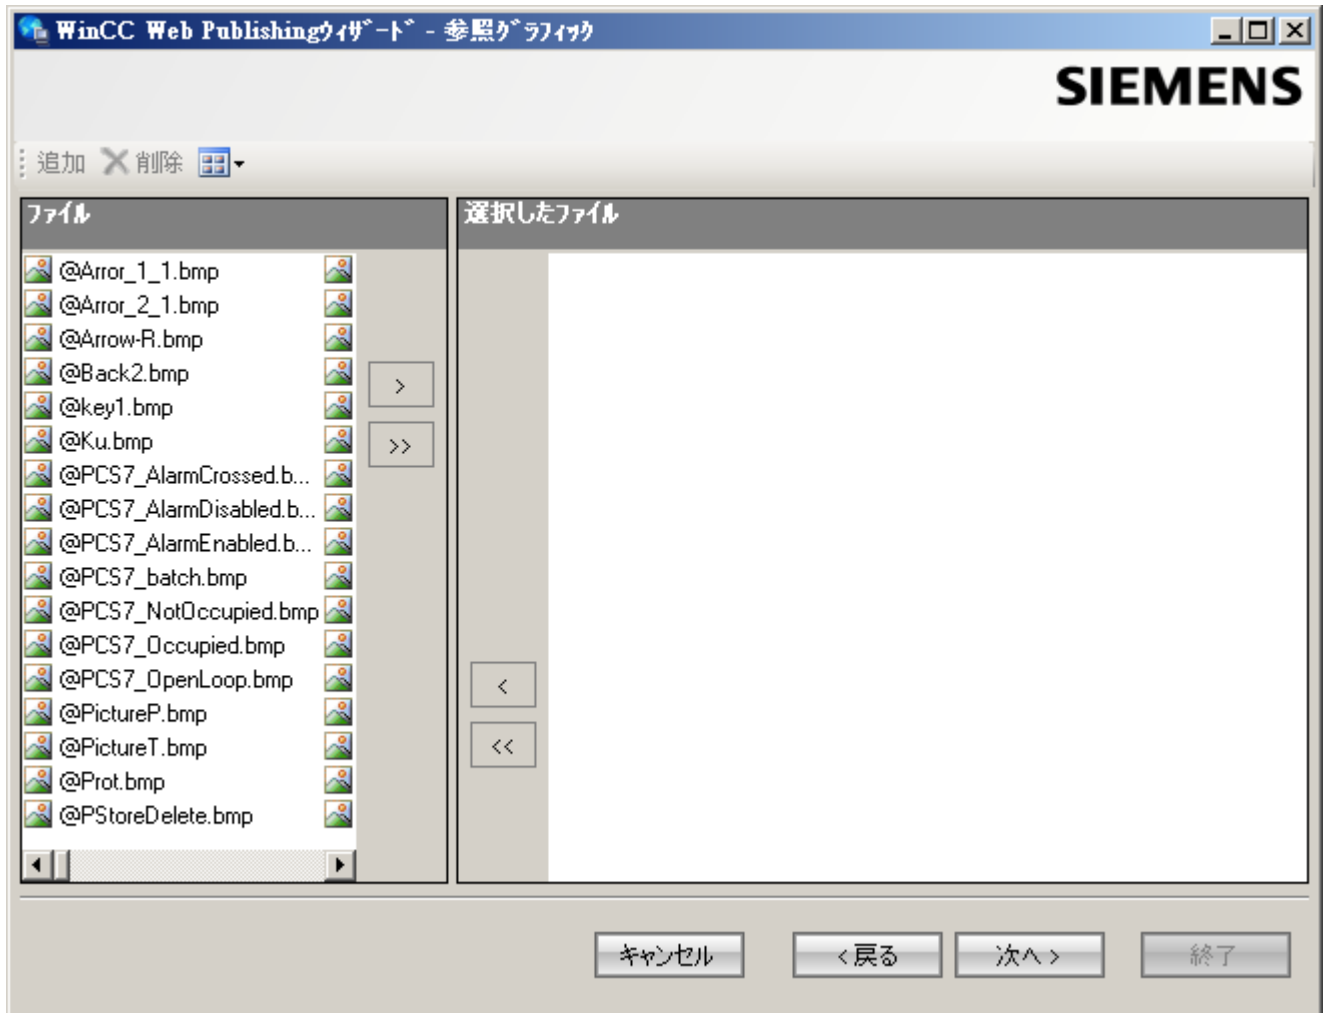 WinCC Web Publishingウィザード - 参照グラフィック
SIEMENS
追加 削除
ファイル
選択したファイル
@Arror_1_1.bmp
@Arror_2_1.bmp
@Arrow-R.bmp
@Back2.bmp
@key1.bmp
@Ku.bmp
@PCS7_AlarmCrossed.b...
@PCS7_AlarmDisabled.b...
@PCS7_AlarmEnabled.b...
@PCS7_batch.bmp
@PCS7_NotOccupied.bmp
@PCS7_Occupied.bmp
@PCS7_OpenLoop.bmp
@PictureP.bmp
@PictureT.bmp
@Prot.bmp
@PStoreDelete.bmp
>
>>
<
<<
キャンセル <戻る 次へ> 終了